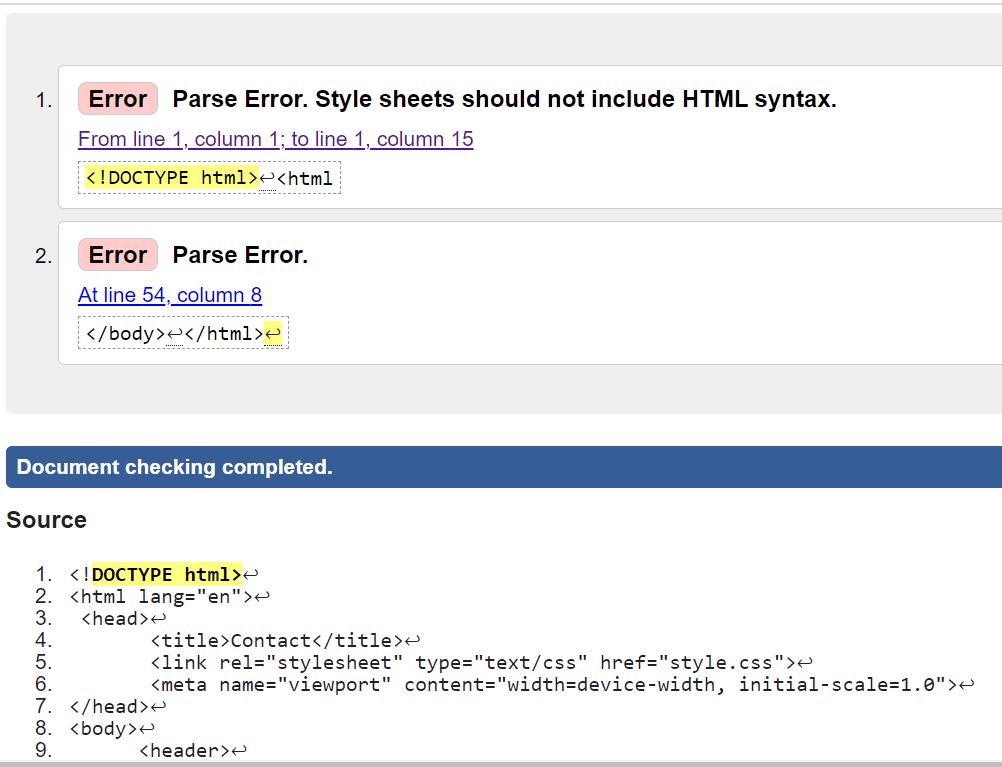 1. Error Parse Error. Style sheets should not include HTML syntax.
From line 1, column 1; to line 1, column 15
<!DOCTYPE html>↩<html
2. Error Parse Error.
At line 54, column 8
</body>↩</html>↩
Document checking completed.
Source
1. <!DOCTYPE html>↩
2. <html lang="en">↩
3. <head>↩
4. <title>Contact</title>↩
5. <link rel="stylesheet" type="text/css" href="style.css">↩
6. <meta name="viewport" content="width=device-width, initial-scale=1.0">↩
7. </head>↩
8. <body>↩
9. <header>↩